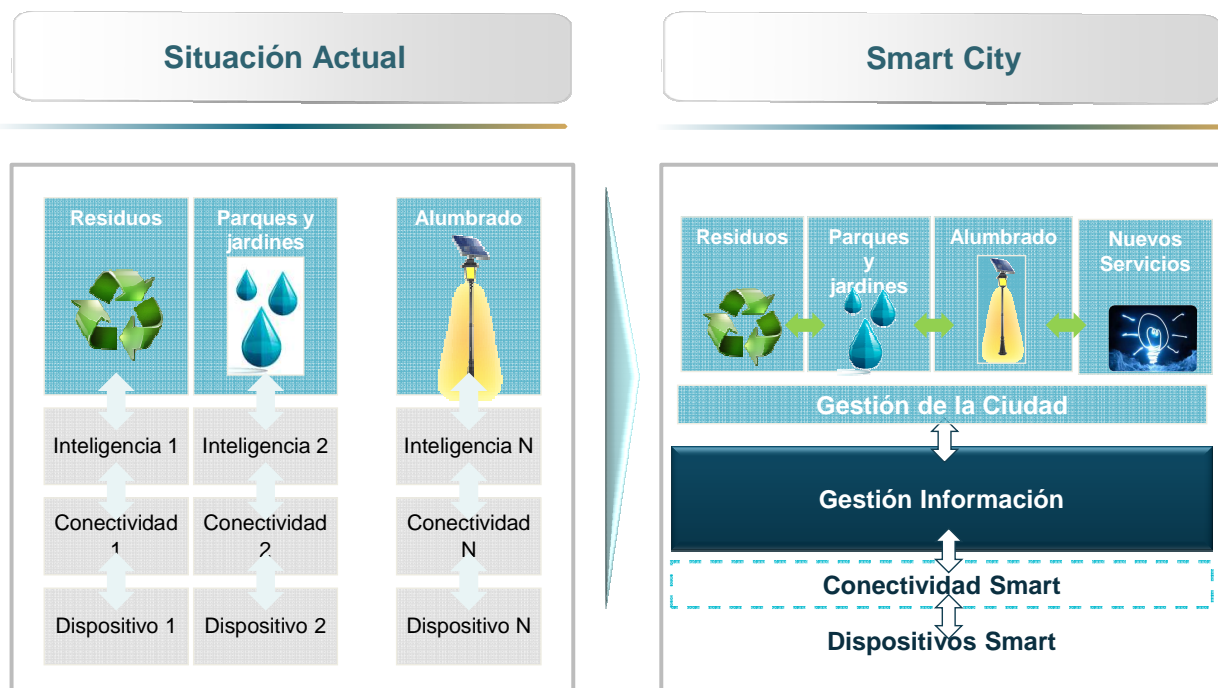 Situación Actual
Smart City
Residuos
Parques y
jardines
Alumbrado
Inteligencia 1
Inteligencia 2
Inteligencia N
Conectividad
1
Conectividad
2
Conectividad
N
Dispositivo 1
Dispositivo 2
Dispositivo N
Residuos
Parques
y
jardines
Alumbrado
Nuevos
Servicios
Gestión de la Ciudad
Gestión Información
Conectividad Smart
Dispositivos Smart